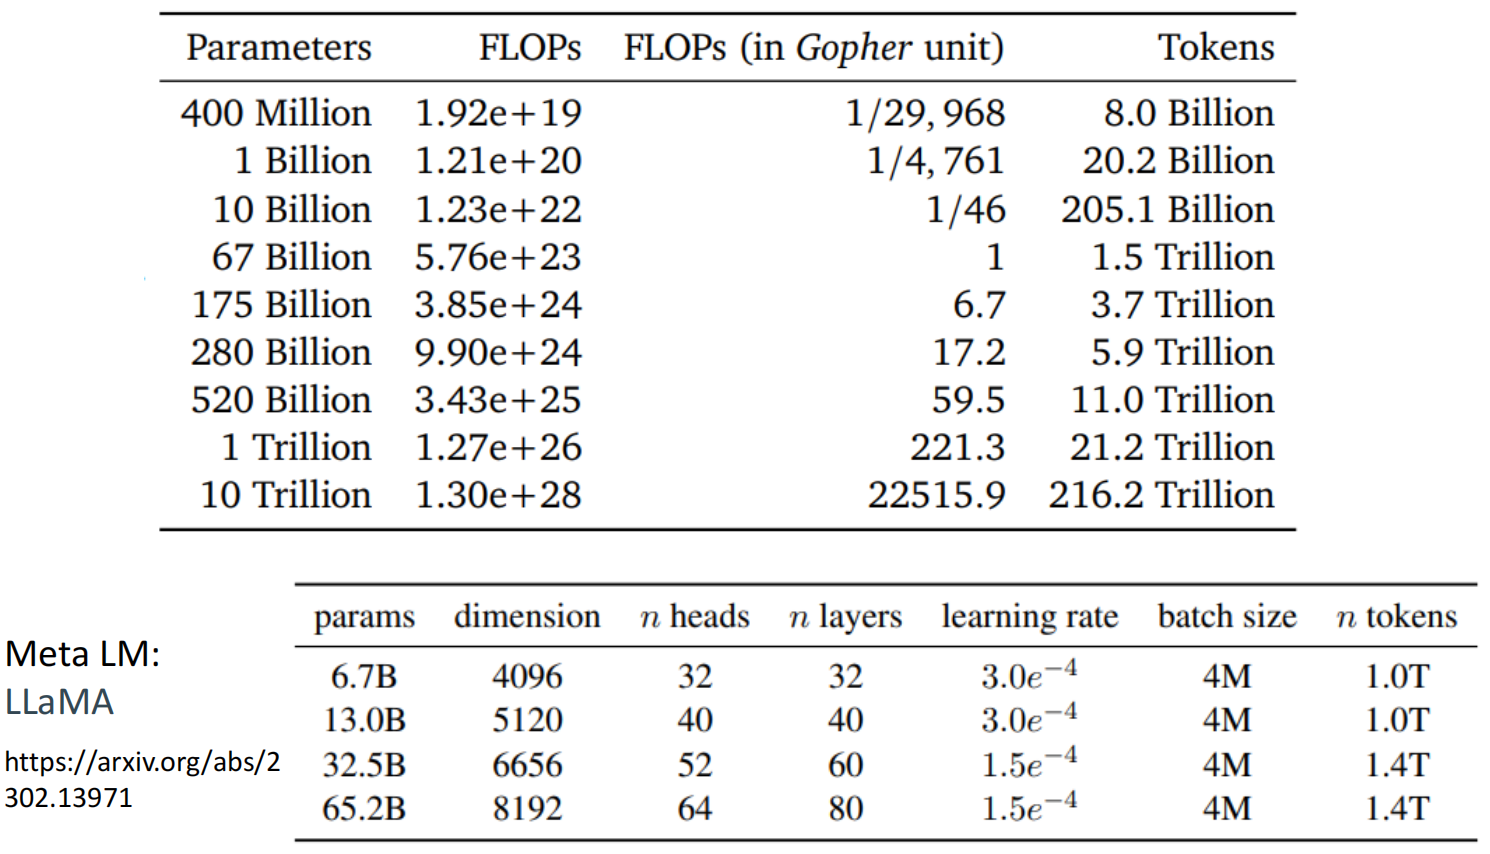 Parameters FLOPs FLOPs (in Gopher unit) Tokens
400 Million 1.92e+19 1/29,968 8.0 Billion
1 Billion 1.21e+20 1/4,761 20.2 Billion
10 Billion 1.23e+22 1/46 205.1 Billion
67 Billion 5.76e+23 1 1.5 Trillion
175 Billion 3.85e+24 6.7 3.7 Trillion
280 Billion 9.90e+24 17.2 5.9 Trillion
520 Billion 3.43e+25 59.5 11.0 Trillion
1 Trillion 1.27e+26 221.3 21.2 Trillion
10 Trillion 1.30e+28 22515.9 216.2 Trillion
Meta LM:
LLaMA
https://arxiv.org/abs/2
302.13971
params dimension n heads n layers learning rate batch size n tokens
6.7B 4096 32 32 3.0e⁻⁴ 4M 1.0T
13.0B 5120 40 40 3.0e⁻⁴ 4M 1.0T
32.5B 6656 52 60 1.5e⁻⁴ 4M 1.4T
65.2B 8192 64 80 1.5e⁻⁴ 4M 1.4T